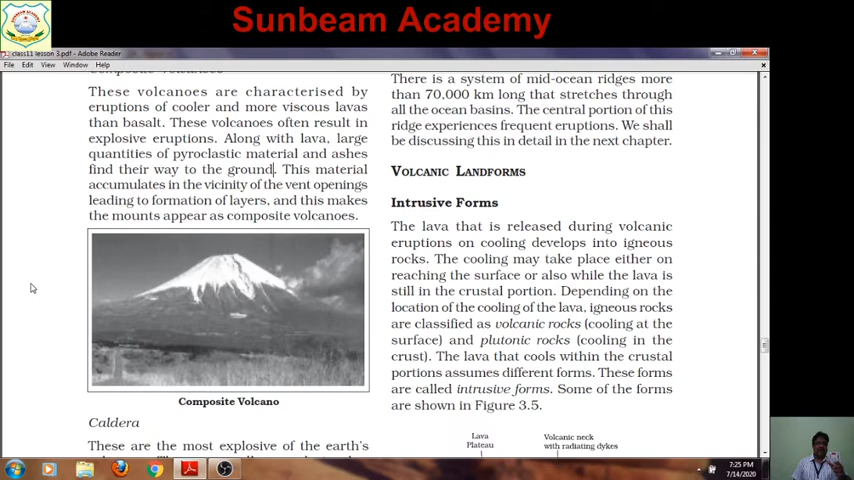 Sunbeam Academy
class11 lesson 3.pdf - Adobe Reader
File Edit View Window Help
Composite Volcanoes
These volcanoes are characterised by
eruptions of cooler and more viscous lavas
than basalt. These volcanoes often result in
explosive eruptions. Along with lava, large
quantities of pyroclastic material and ashes
find their way to the ground. This material
accumulates in the vicinity of the vent openings
leading to formation of layers, and this makes
the mounts appear as composite volcanoes.
Composite Volcano
Caldera
These are the most explosive of the earth's
There is a system of mid-ocean ridges more
than 70,000 km long that stretches through
all the ocean basins. The central portion of this
ridge experiences frequent eruptions. We shall
be discussing this in detail in the next chapter.
VOLCANIC LANDFORMS
Intrusive Forms
The lava that is released during volcanic
eruptions on cooling develops into igneous
rocks. The cooling may take place either on
reaching the surface or also while the lava is
still in the crustal portion. Depending on the
location of the cooling of the lava, igneous rocks
are classified as volcanic rocks (cooling at the
surface) and plutonic rocks (cooling in the
crust). The lava that cools within the crustal
portions assumes different forms. These forms
are called intrusive forms. Some of the forms
are shown in Figure 3.5.
Lava
Plateau
Volcanic neck
with radiating dykes
7:25 PM
7/14/2020